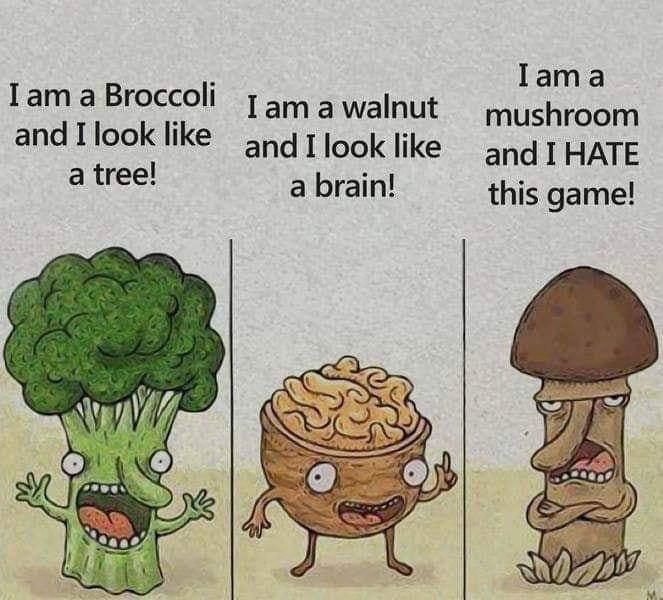 I am a Broccoli
and I look like
a tree!
I am a walnut
and I look like
a brain!
I am a
mushroom
and I HATE
this game!